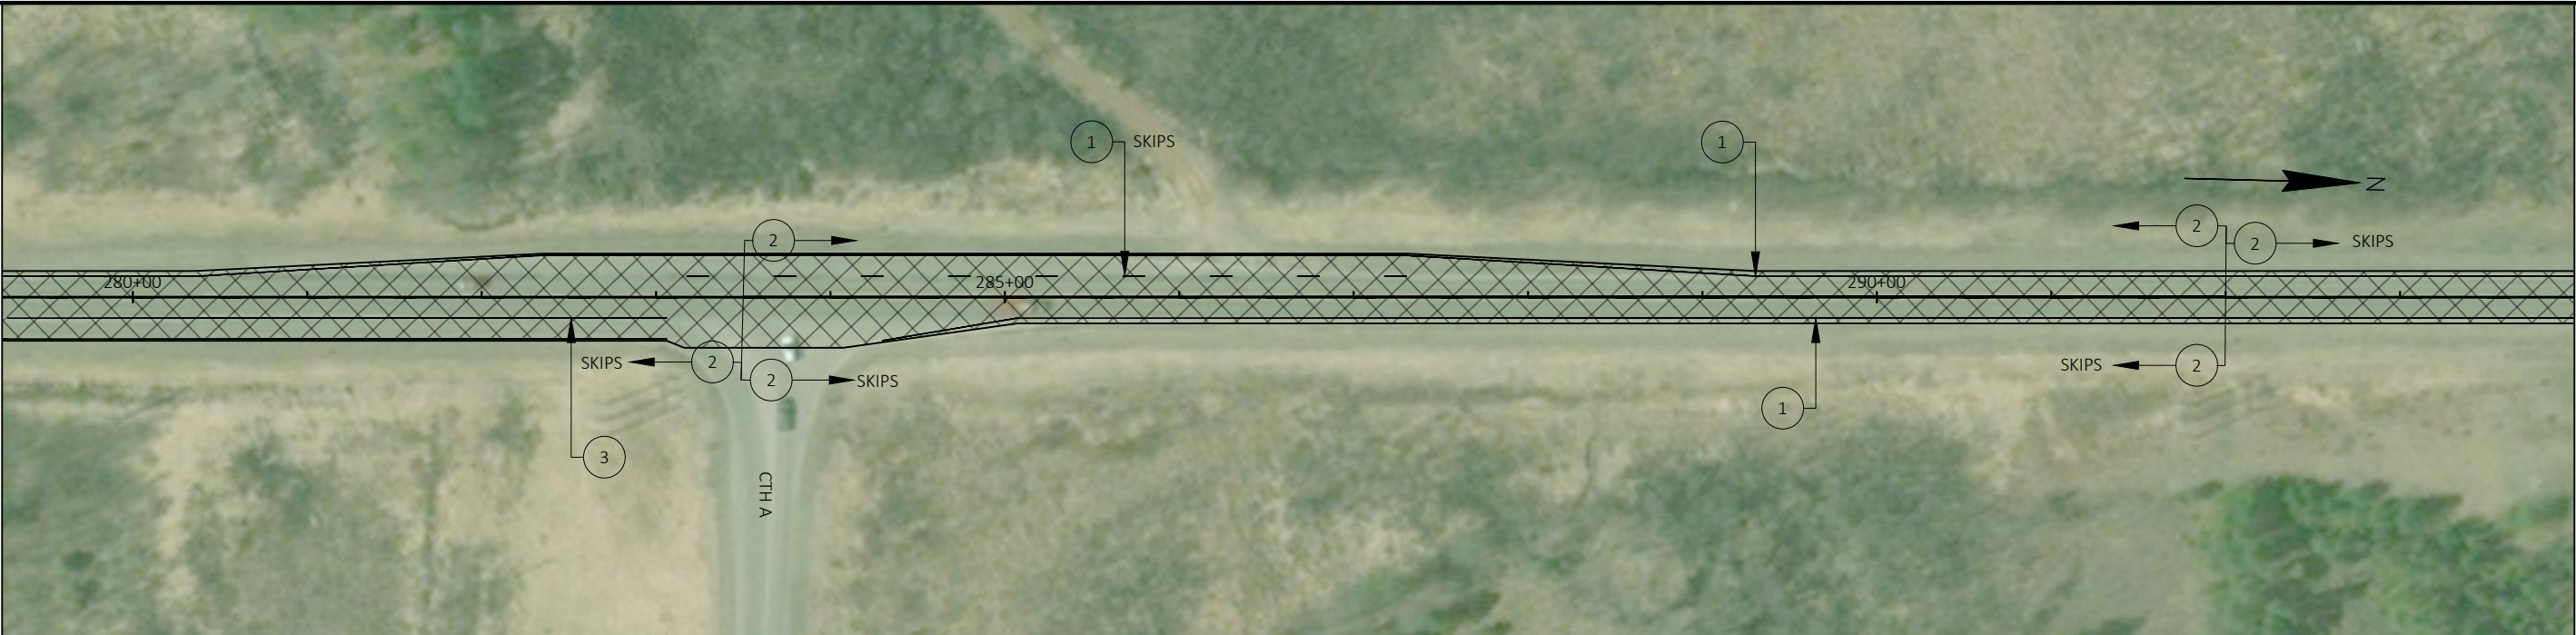 1 SKIPS
1
N
2
2
2 SKIPS
280+00
285+00
290+00
SKIPS 2
2 SKIPS
SKIPS 2
1
3
CTH A